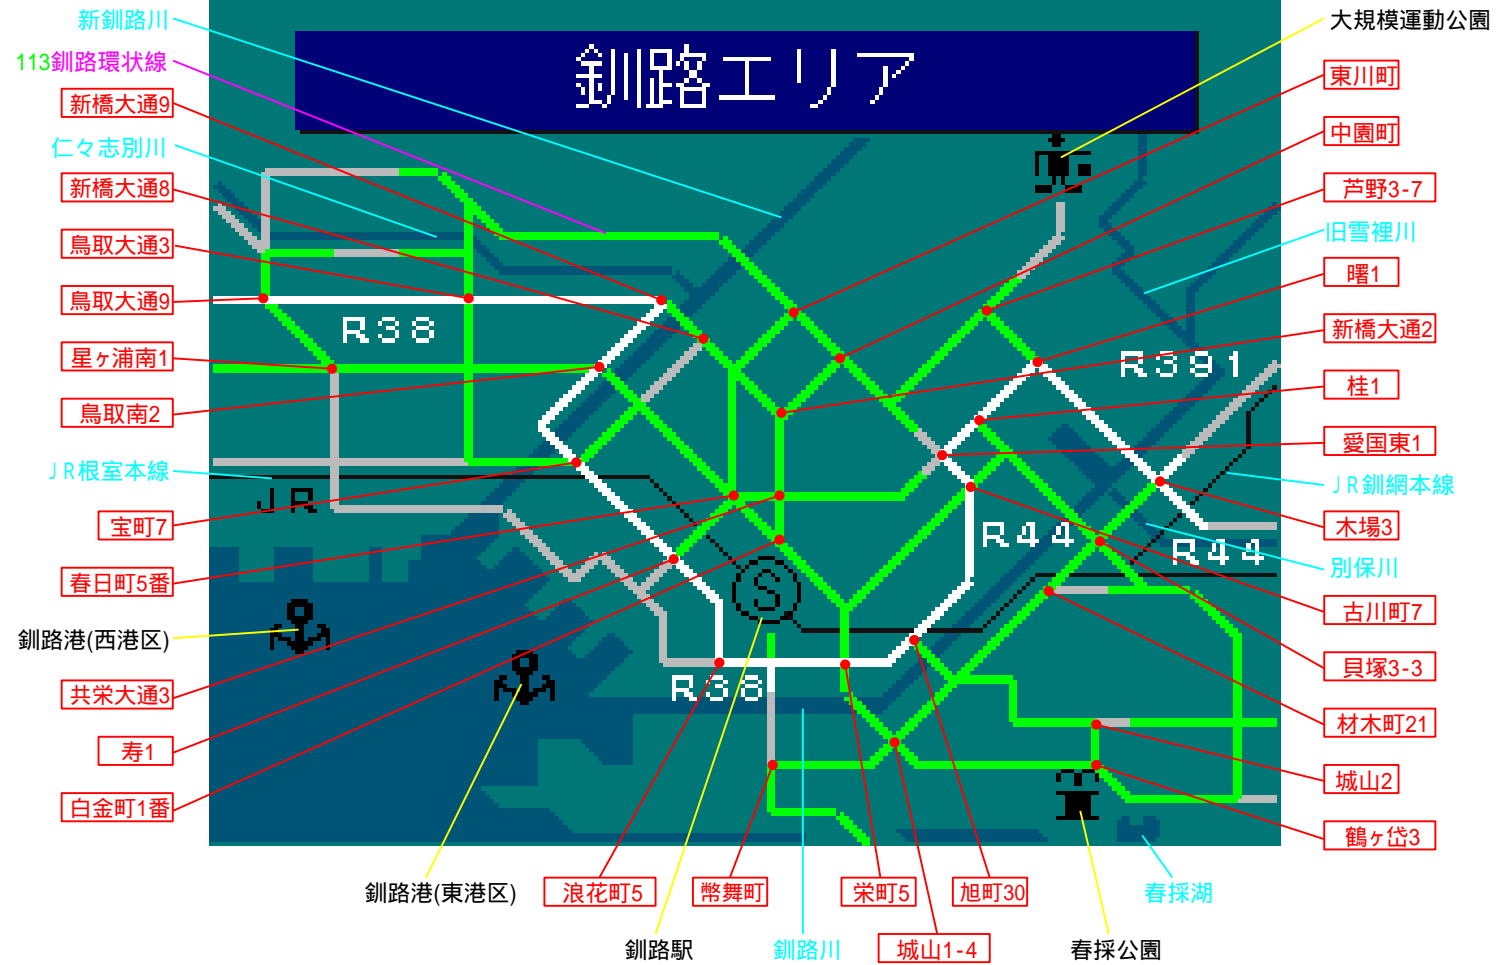 釧路エリア
新釧路川
113釧路環状線
新橋大通9
仁々志別川
新橋大通8
鳥取大通3
鳥取大通9
星ヶ浦南1
鳥取南2
JR根室本線
宝町7
春日町5番
釧路港(西港区)
共栄大通3
寿1
白金町1番
大規模運動公園
東川町
中園町
芦野3-7
旧雪裡川
曙1
新橋大通2
桂1
愛国東1
JR釧網本線
木場3
別保川
古川町7
貝塚3-3
材木町21
城山2
鶴ヶ岱3
R38
R391
JR
R44
R44
R38
S
釧路港(東港区)
浪花町5
幣舞町
栄町5
旭町30
春採湖
釧路駅
釧路川
城山1-4
春採公園